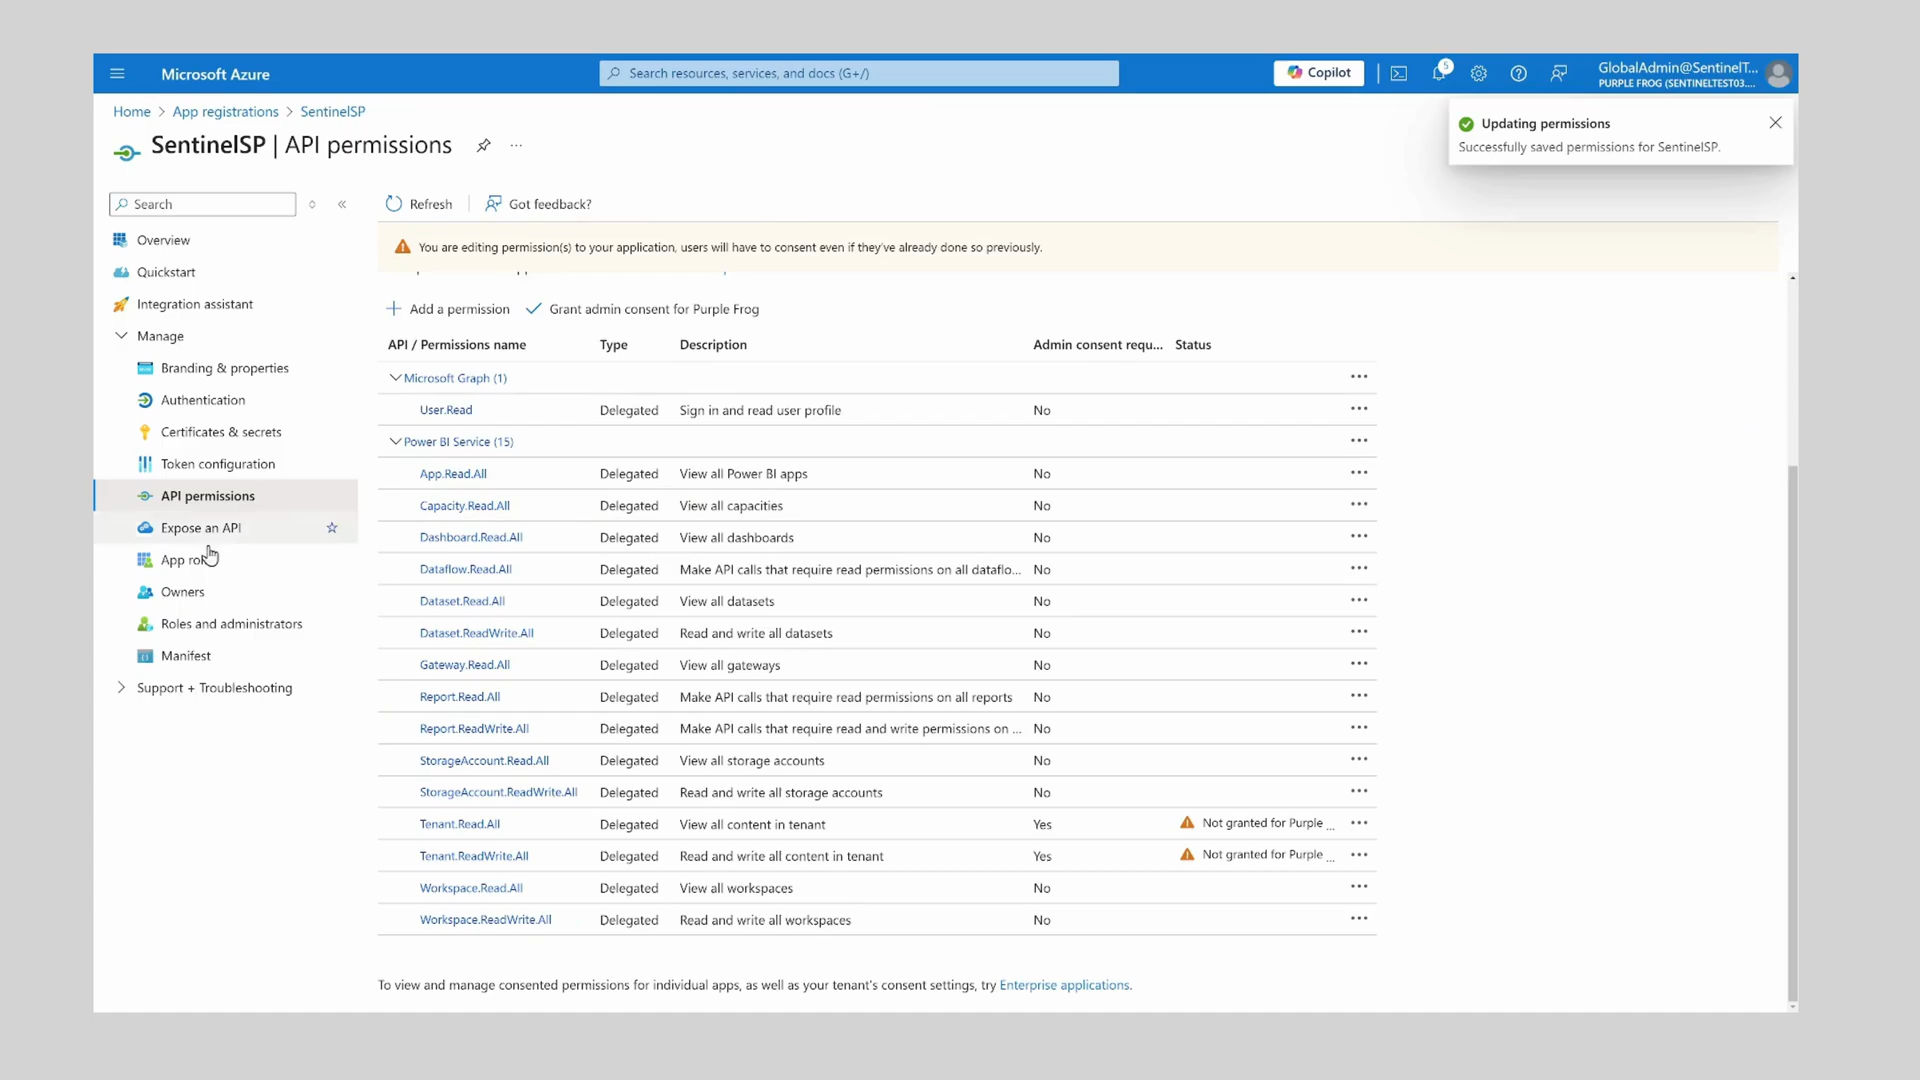 Microsoft Azure
Search resources, services, and docs (G+/)
Copilot
5
GlobalAdmin@SentinelT...
PURPLE FROG (SENTINELTEST03....
Home > App registrations > SentinelSP
SentinelSP | API permissions
Updating permissions
Successfully saved permissions for SentinelSP.
Search
Refresh
Got feedback?
You are editing permission(s) to your application, users will have to consent even if they've already done so previously.
Overview
Quickstart
Integration assistant
Manage
Branding & properties
Authentication
Certificates & secrets
Token configuration
API permissions
Expose an API
App
Owners
Roles and administrators
Manifest
Support + Troubleshooting
Add a permission
Grant admin consent for Purple Frog
API / Permissions name Type Description Admin consent requ... Status
Microsoft Graph (1)
User.Read Delegated Sign in and read user profile No
Power BI Service (15)
App.Read.All Delegated View all Power BI apps No
Capacity.Read.All Delegated View all capacities No
Dashboard.Read.All Delegated View all dashboards No
Dataflow.Read.All Delegated Make API calls that require read permissions on all dataflo... No
Dataset.Read.All Delegated View all datasets No
Dataset.ReadWrite.All Delegated Read and write all datasets No
Gateway.Read.All Delegated View all gateways No
Report.Read.All Delegated Make API calls that require read permissions on all reports No
Report.ReadWrite.All Delegated Make API calls that require read and write permissions on ... No
StorageAccount.Read.All Delegated View all storage accounts No
StorageAccount.ReadWrite.All Delegated Read and write all storage accounts No
Tenant.Read.All Delegated View all content in tenant Yes Not granted for Purple ...
Tenant.ReadWrite.All Delegated Read and write all content in tenant Yes Not granted for Purple ...
Workspace.Read.All Delegated View all workspaces No
Workspace.ReadWrite.All Delegated Read and write all workspaces No
To view and manage consented permissions for individual apps, as well as your tenant's consent settings, try Enterprise applications.